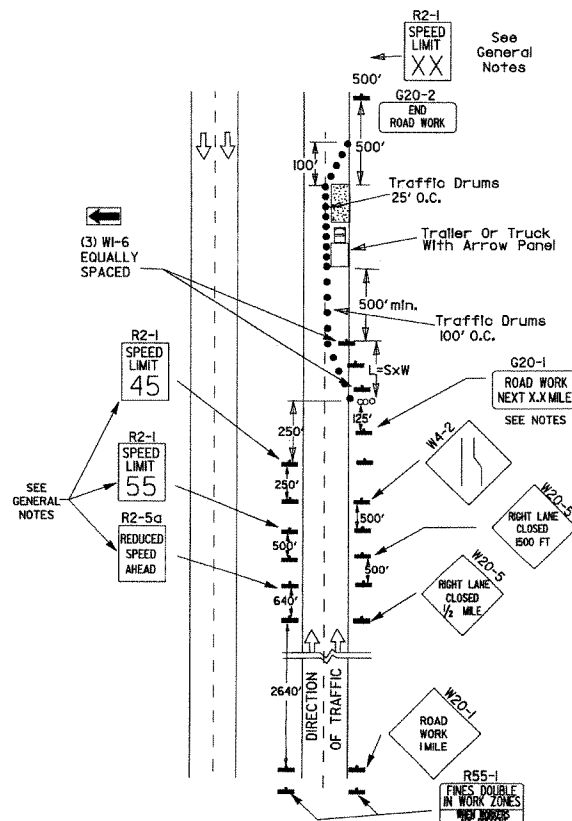 R2-1
SPEED
LIMIT
XX
See
General
Notes
500'
G20-2
END
ROAD WORK
500'
100'
Traffic Drums
25' O.C.
(3) WI-6
EQUALLY
SPACED
Trailer Or Truck
With Arrow Panel
500' min.
Traffic Drums
100' O.C.
R2-1
SPEED
LIMIT
45
L=SxW
G20-1
ROAD WORK
NEXT X.X MILE
SEE NOTES
125'
250'
W4-2
R2-1
SPEED
LIMIT
55
250'
500'
W20-5
RIGHT LANE
CLOSED
1500 FT
SEE
GENERAL
NOTES
R2-5a
REDUCED
SPEED
AHEAD
500'
500'
W20-5
RIGHT LANE
CLOSED
1/2 MILE
640'
2640'
DIRECTION
OF TRAFFIC
W20-1
ROAD
WORK
1 MILE
R55-1
FINES DOUBLE
IN WORK ZONES
WHEN WORKERS